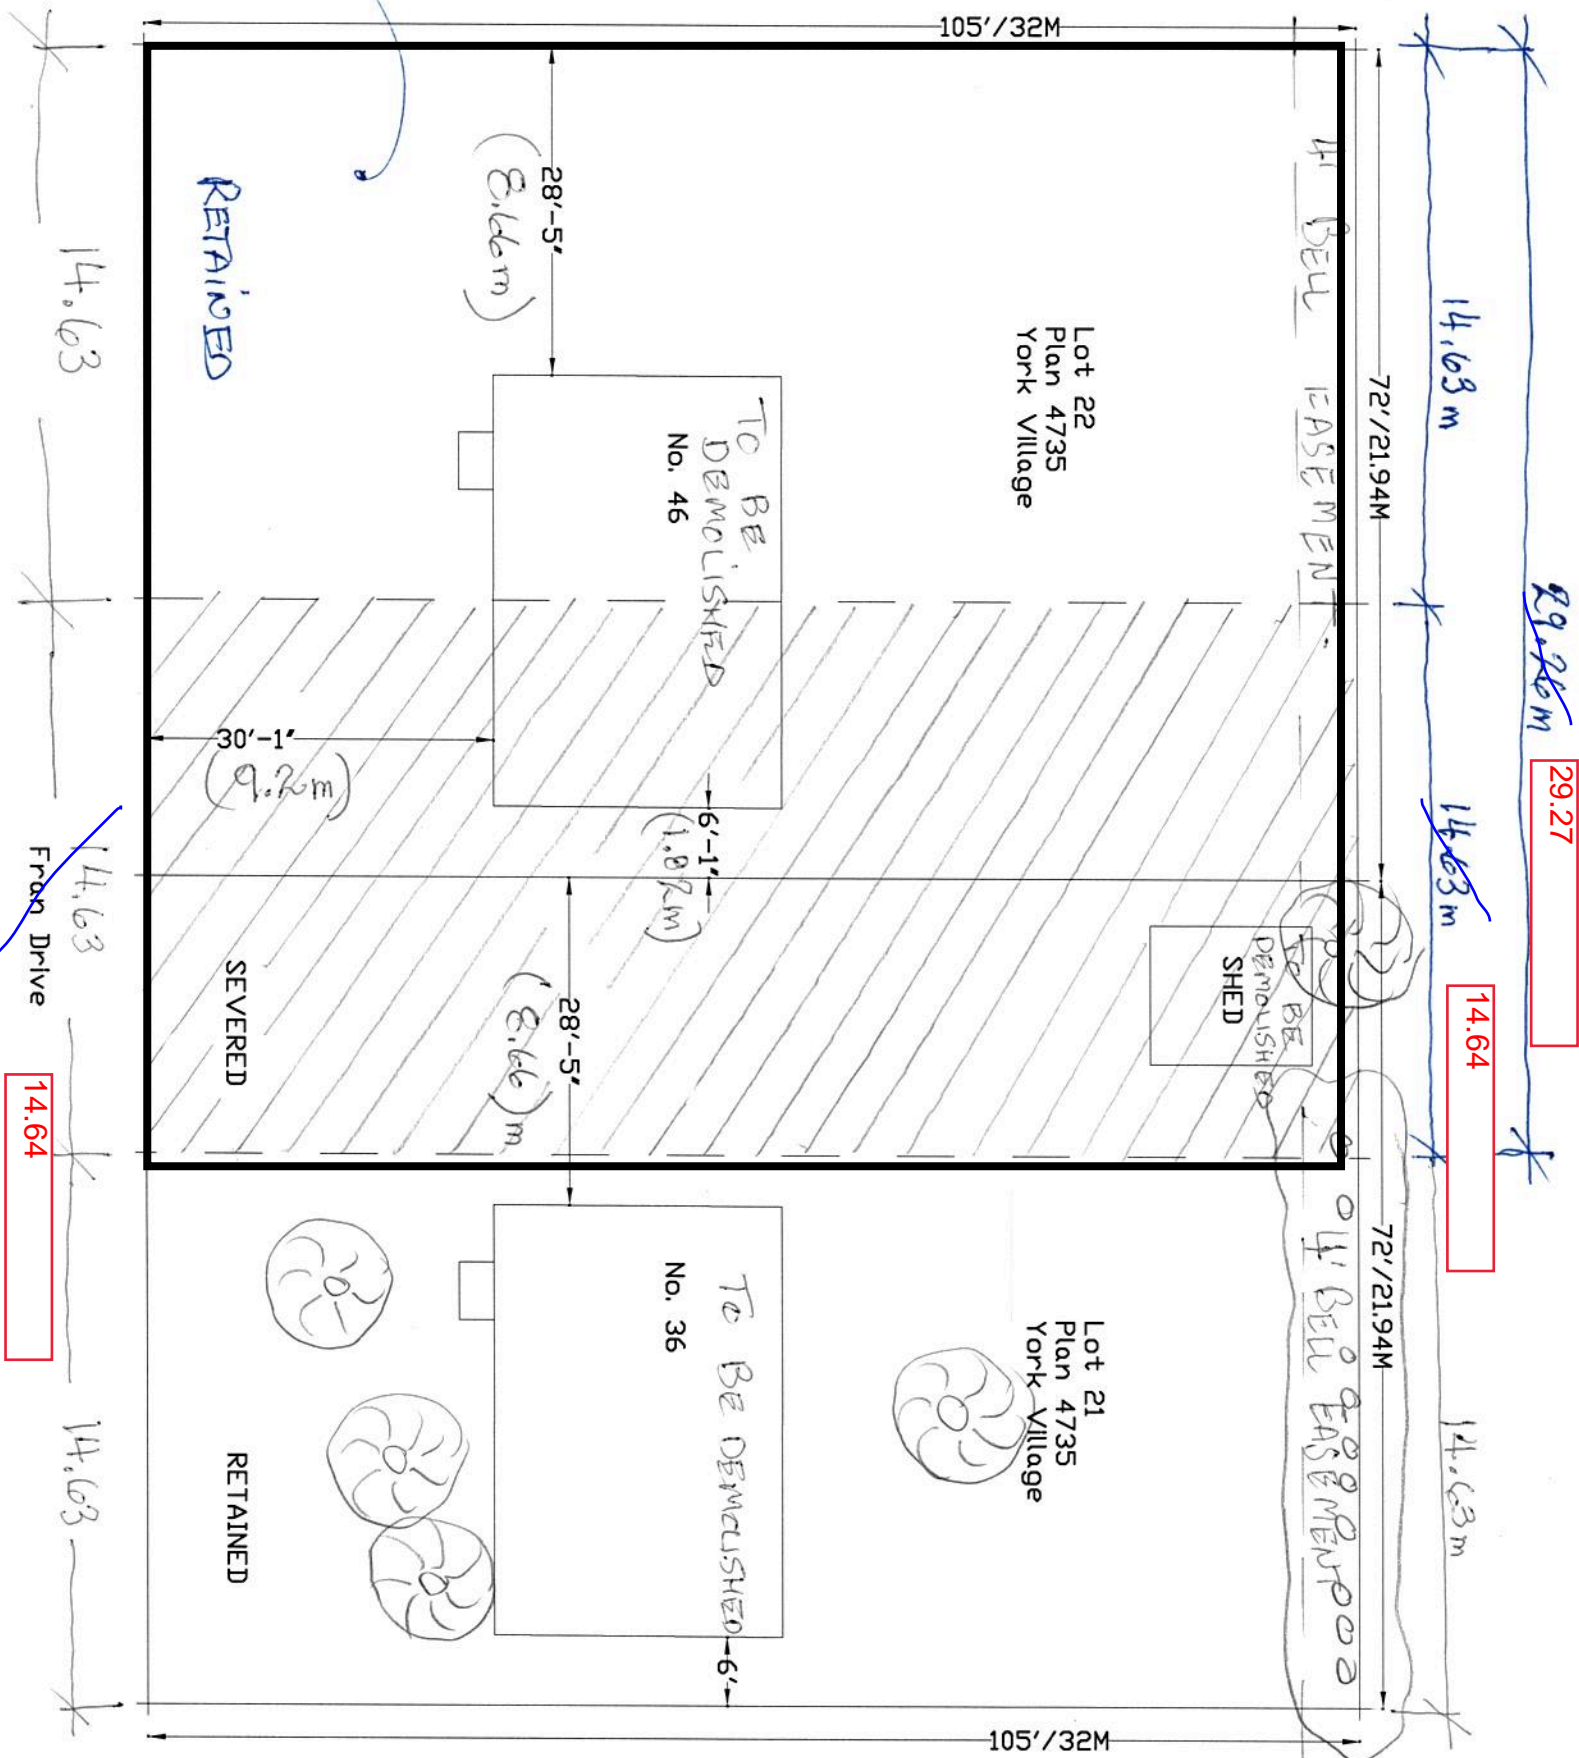 105'/32M
29.26m
29.27
14.63m
14.63m
14.64
14.63m
72'/21.94M
72'/21.94M
4' BELL EASEMENT
4' BELL EASEMENT
TO BE
DEMOLISHED
SHED
Lot 22
Plan 4735
York Village
Lot 21
Plan 4735
York Village
TO BE
DEMOLISHED
No. 46
TO BE DEMOLISHED
No. 36
6'-1"
(1.82m)
6'
28'-5"
(8.66m)
28'-5"
(8.66)m
30'-1"
(9.2m)
RETAINED
SEVERED
RETAINED
14.63
14.63
14.63
14.64
Fran Drive
105'/32M